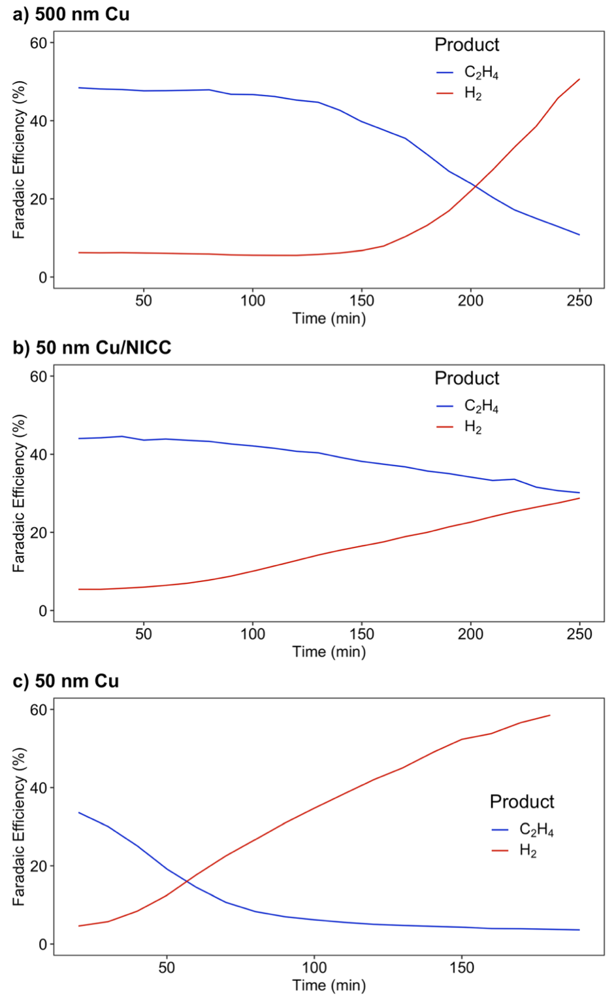 a) 500 nm Cu
Faradaic Efficiency (%)
60
40
20
0
Product
C₂H₄
H₂
50 100 150 200 250
Time (min)
b) 50 nm Cu/NICC
Faradaic Efficiency (%)
60
40
20
0
Product
C₂H₄
H₂
50 100 150 200 250
Time (min)
c) 50 nm Cu
Faradaic Efficiency (%)
60
40
20
0
Product
C₂H₄
H₂
50 100 150
Time (min)